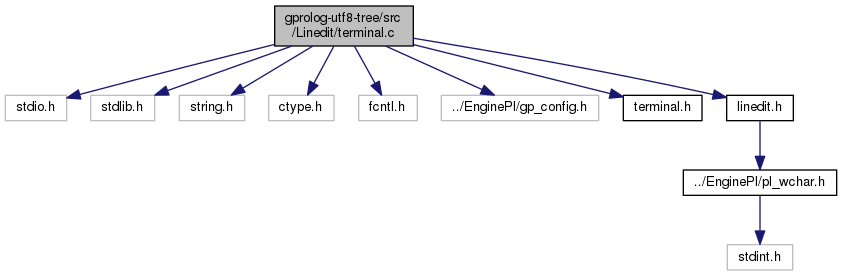 gprolog-utf8-tree/src
/Linedit/terminal.c
stdio.h
stdlib.h
string.h
ctype.h
fcntl.h
../EnginePl/gp_config.h
terminal.h
linedit.h
../EnginePl/pl_wchar.h
stdint.h